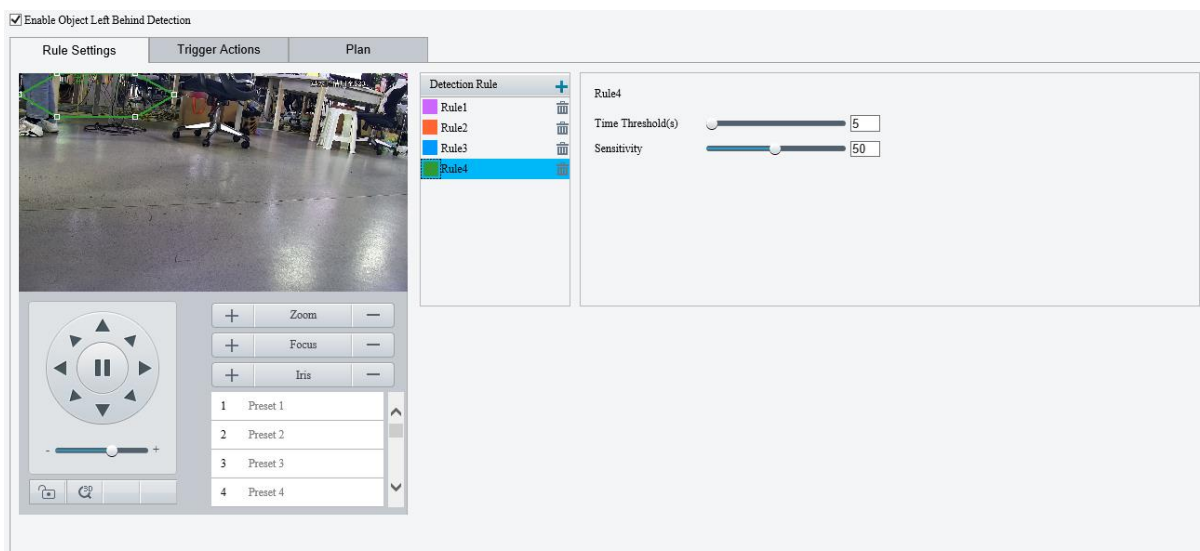 Enable Object Left Behind Detection
Rule Settings Trigger Actions Plan
Detection Rule
Rule1
Rule2
Rule3
Rule4
Rule4
Time Threshold(s) 5
Sensitivity 50
+ Zoom −
+ Focus −
+ Iris −
1 Preset 1
2 Preset 2
3 Preset 3
4 Preset 4
- +
3D